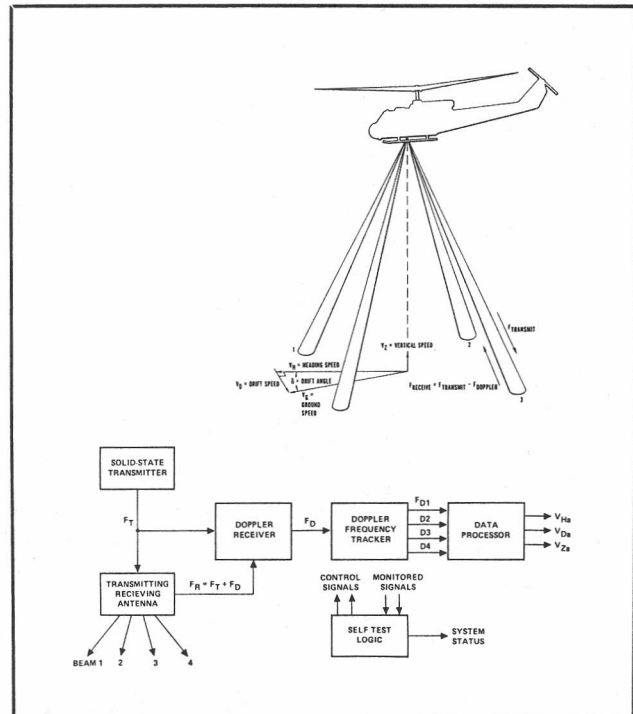 F TRANSMIT
1
2
V Z = VERTICAL SPEED
V H = HEADING SPEED
V D = DRIFT SPEED
δ = DRIFT ANGLE
V G =
GROUND
SPEED
F RECEIVE = F TRANSMIT - F DOPPLER
3
SOLID-STATE
TRANSMITTER
F T
DOPPLER
RECEIVER
F D
DOPPLER
FREQUENCY
TRACKER
F D1
D2
D3
D4
DATA
PROCESSOR
V Ha
V Da
V Za
TRANSMITTING
RECIEVING
ANTENNA
F R = F T + F D
CONTROL
SIGNALS
MONITORED
SIGNALS
SELF TEST
LOGIC
SYSTEM
STATUS
BEAM 1 2 3 4